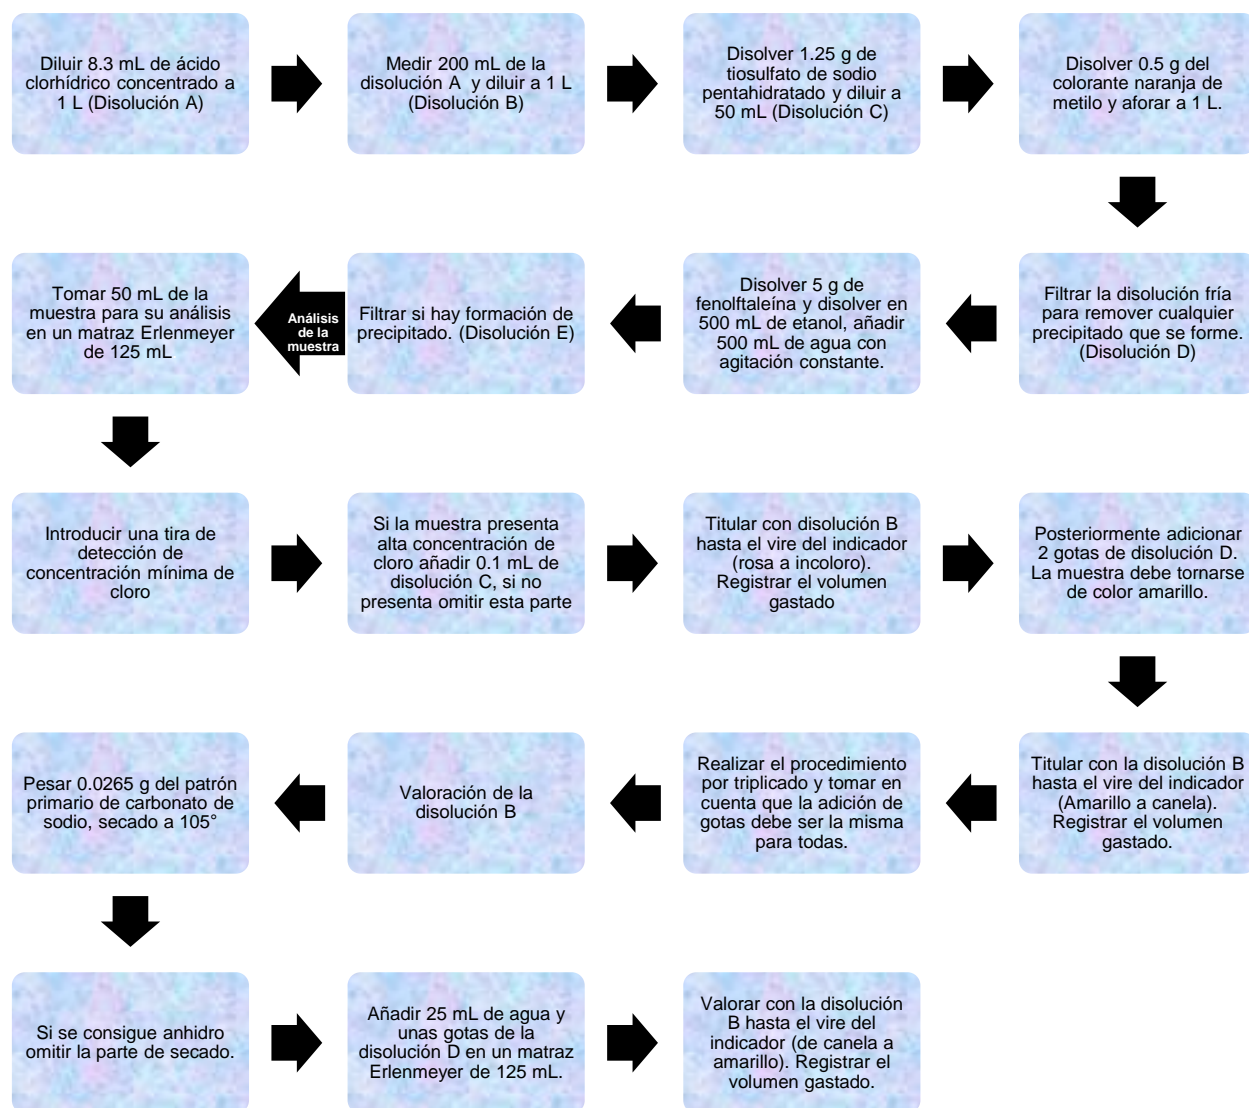 Diluir 8.3 mL de ácido
clorhídrico concentrado a
1 L (Disolución A)
Medir 200 mL de la
disolución A y diluir a 1 L
(Disolución B)
Disolver 1.25 g de
tiosulfato de sodio
pentahidratado y diluir a
50 mL (Disolución C)
Disolver 0.5 g del
colorante naranja de
metilo y aforar a 1 L.
Filtrar la disolución fría
para remover cualquier
precipitado que se forme.
(Disolución D)
Disolver 5 g de
fenolftaleína y disolver en
500 mL de etanol, añadir
500 mL de agua con
agitación constante.
Filtrar si hay formación de
precipitado. (Disolución E)
Análisis
de la
muestra
Tomar 50 mL de la
muestra para su análisis
en un matraz Erlenmeyer
de 125 mL
Introducir una tira de
detección de
concentración mínima de
cloro
Si la muestra presenta
alta concentración de
cloro añadir 0.1 mL de
disolución C, si no
presenta omitir esta parte
Titular con disolución B
hasta el vire del indicador
(rosa a incoloro).
Registrar el volumen
gastado
Posteriormente adicionar
2 gotas de disolución D.
La muestra debe tornarse
de color amarillo.
Titular con la disolución B
hasta el vire del indicador
(Amarillo a canela).
Registrar el volumen
gastado.
Realizar el procedimiento
por triplicado y tomar en
cuenta que la adición de
gotas debe ser la misma
para todas.
Valoración de la
disolución B
Pesar 0.0265 g del patrón
primario de carbonato de
sodio, secado a 105°
Si se consigue anhidro
omitir la parte de secado.
Añadir 25 mL de agua y
unas gotas de la
disolución D en un matraz
Erlenmeyer de 125 mL.
Valorar con la disolución
B hasta el vire del
indicador (de canela a
amarillo). Registrar el
volumen gastado.